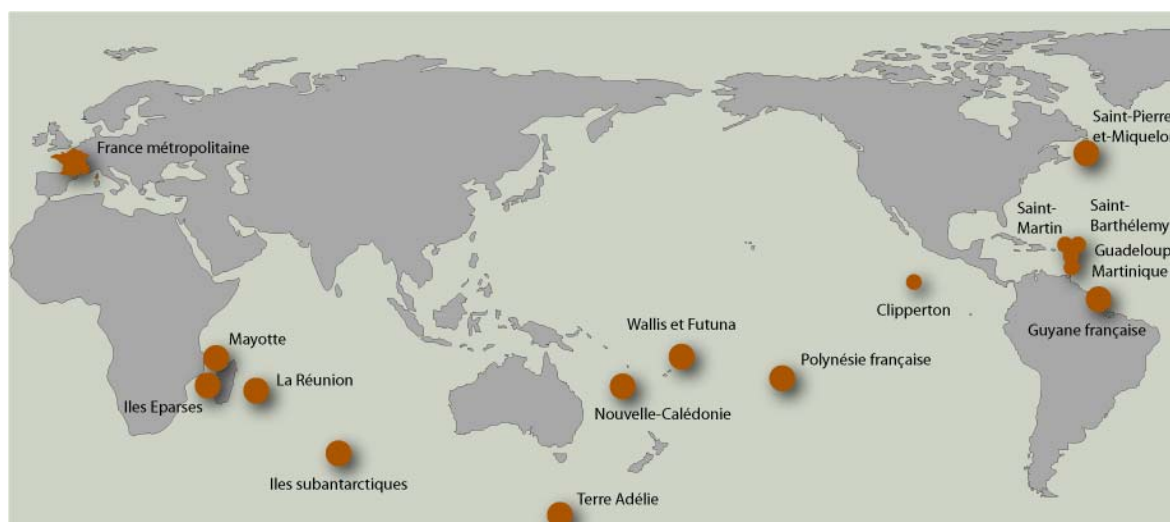 Saint-Pierre
et-Miquelon
France métropolitaine
Saint-
Martin
Saint-
Barthélemy
Guadeloup
Martinique
Clipperton
Guyane française
Wallis et Futuna
Polynésie française
Nouvelle-Calédonie
Mayotte
La Réunion
Iles Eparses
Iles subantarctiques
Terre Adélie